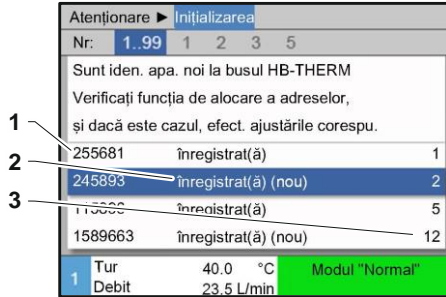 Atenționare ► Inițializarea
Nr: 1..99 1 2 3 5
Sunt iden. apa. noi la busul HB-THERM
Verificați funcția de alocare a adreselor,
și dacă este cazul, efect. ajustările corespu.
1
255681 înregistrat(ă) 1
2
245893 înregistrat(ă) (nou) 2
3
înregistrat(ă) 5
1589663 înregistrat(ă) (nou) 12
1 Tur 40.0 °C Modul "Normal"
Debit 23.5 L/min